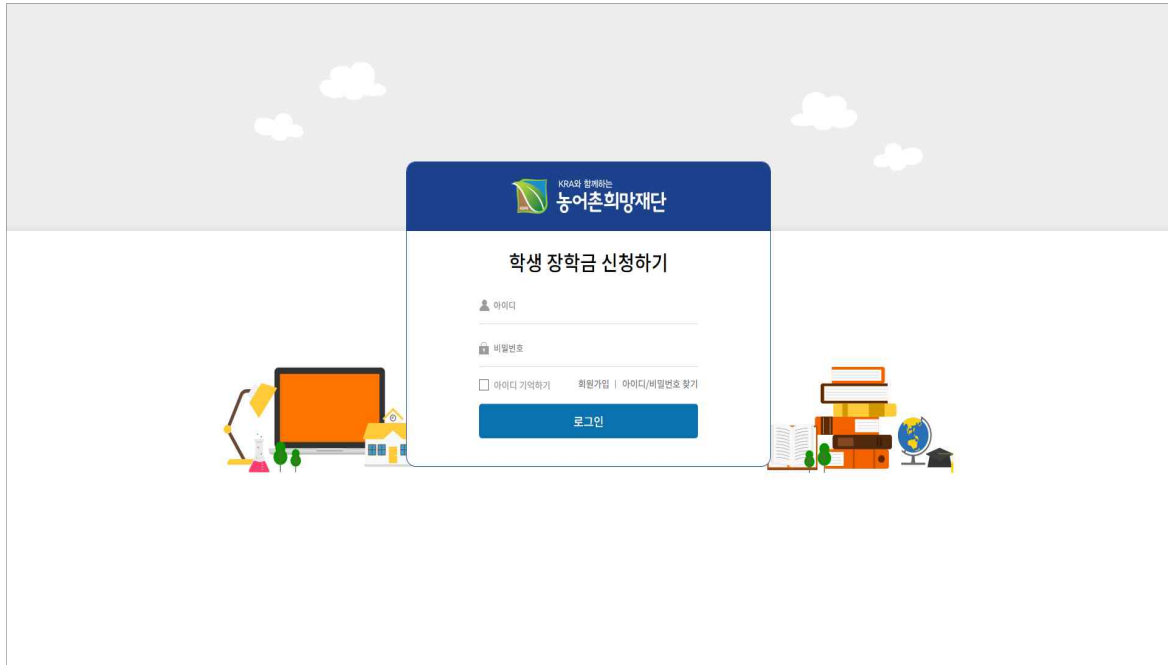 KRA와 함께하는
농어촌희망재단
학생 장학금 신청하기
아이디
비밀번호
아이디 기억하기 회원가입 | 아이디/비밀번호 찾기
로그인